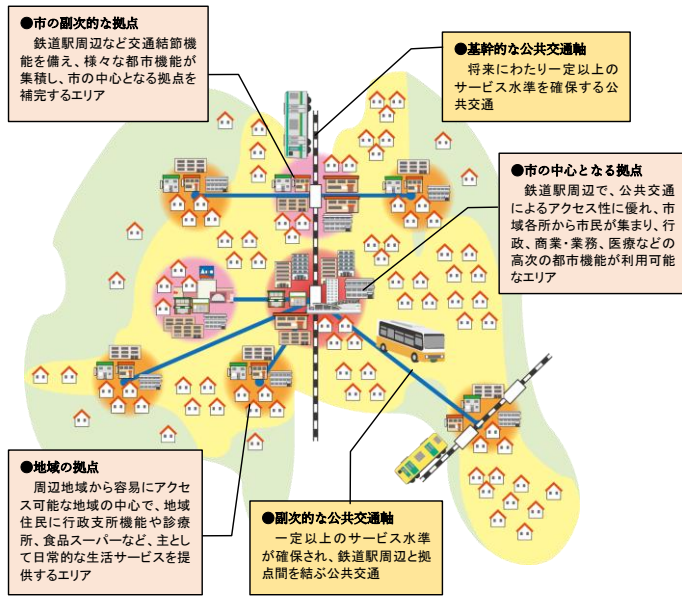 ●市の副次的な拠点
鉄道駅周辺など交通結節機
能を備え、様々な都市機能が
集積し、市の中心となる拠点を
補完するエリア
●基幹的な公共交通軸
将来にわたり一定以上の
サービス水準を確保する公
共交通
●市の中心となる拠点
鉄道駅周辺で、公共交通
によるアクセス性に優れ、市
域各所から市民が集まり、行
政、商業・業務、医療などの
高次の都市機能が利用可能
なエリア
●地域の拠点
周辺地域から容易にアクセ
ス可能な地域の中心で、地域
住民に行政支所機能や診療
所、食品スーパーなど、主とし
て日常的な生活サービスを提
供するエリア
●副次的な公共交通軸
一定以上のサービス水準
が確保され、鉄道駅周辺と拠
点間を結ぶ公共交通